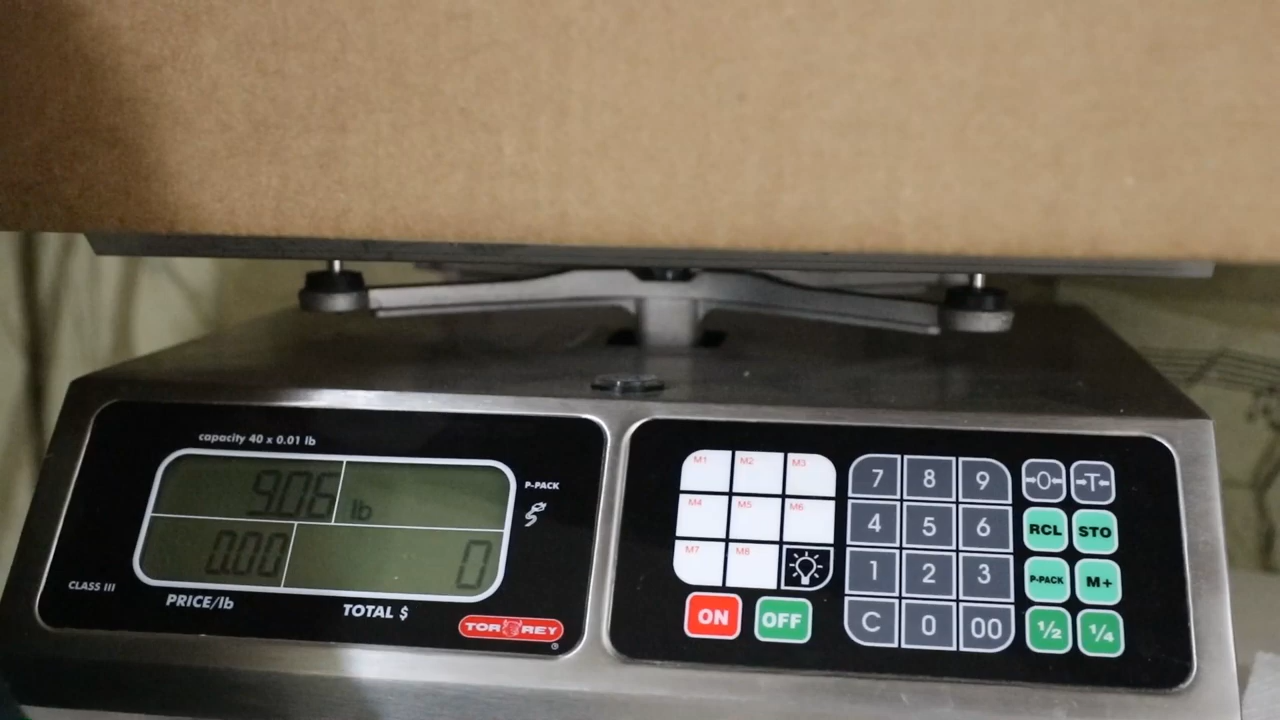 capacity 40 x 0.01 lb
9.06 lb
P-PACK
0.00
0
CLASS III
PRICE/lb
TOTAL $
TOR REY
®
M1 M2 M3
M4 M5 M6
M7 M8
ON OFF
7 8 9 →0← →T←
4 5 6 RCL STO
1 2 3 P-PACK M+
C 0 00 ½ ¼